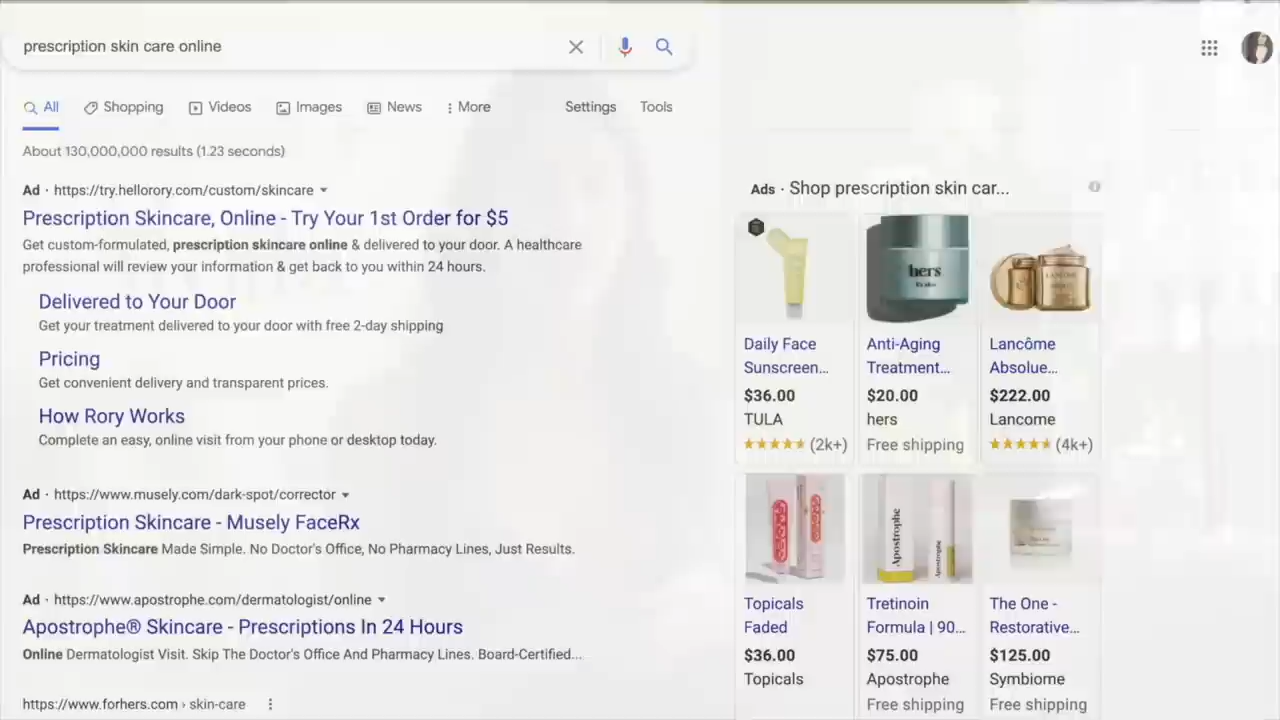 prescription skin care online
All Shopping Videos Images News More Settings Tools
About 130,000,000 results (1.23 seconds)
Ad · https://try.hellorory.com/custom/skincare
Prescription Skincare, Online - Try Your 1st Order for $5
Get custom-formulated, prescription skincare online & delivered to your door. A healthcare
professional will review your information & get back to you within 24 hours.
Delivered to Your Door
Get your treatment delivered to your door with free 2-day shipping
Pricing
Get convenient delivery and transparent prices.
How Rory Works
Complete an easy, online visit from your phone or desktop today.
Ad · https://www.musely.com/dark-spot/corrector
Prescription Skincare - Musely FaceRx
Prescription Skincare Made Simple. No Doctor's Office, No Pharmacy Lines, Just Results.
Ad · https://www.apostrophe.com/dermatologist/online
Apostrophe® Skincare - Prescriptions In 24 Hours
Online Dermatologist Visit. Skip The Doctor's Office And Pharmacy Lines. Board-Certified...
https://www.forhers.com › skin-care
Ads · Shop prescription skin car...
hers
LANCÔME
Daily Face
Sunscreen...
$36.00
TULA
(2k+)
Anti-Aging
Treatment...
$20.00
hers
Free shipping
Lancôme
Absolue...
$222.00
Lancome
(4k+)
Apostrophe
Apostrophe
Topicals
Faded
$36.00
Topicals
Tretinoin
Formula | 90...
$75.00
Apostrophe
Free shipping
The One -
Restorative...
$125.00
Symbiome
Free shipping